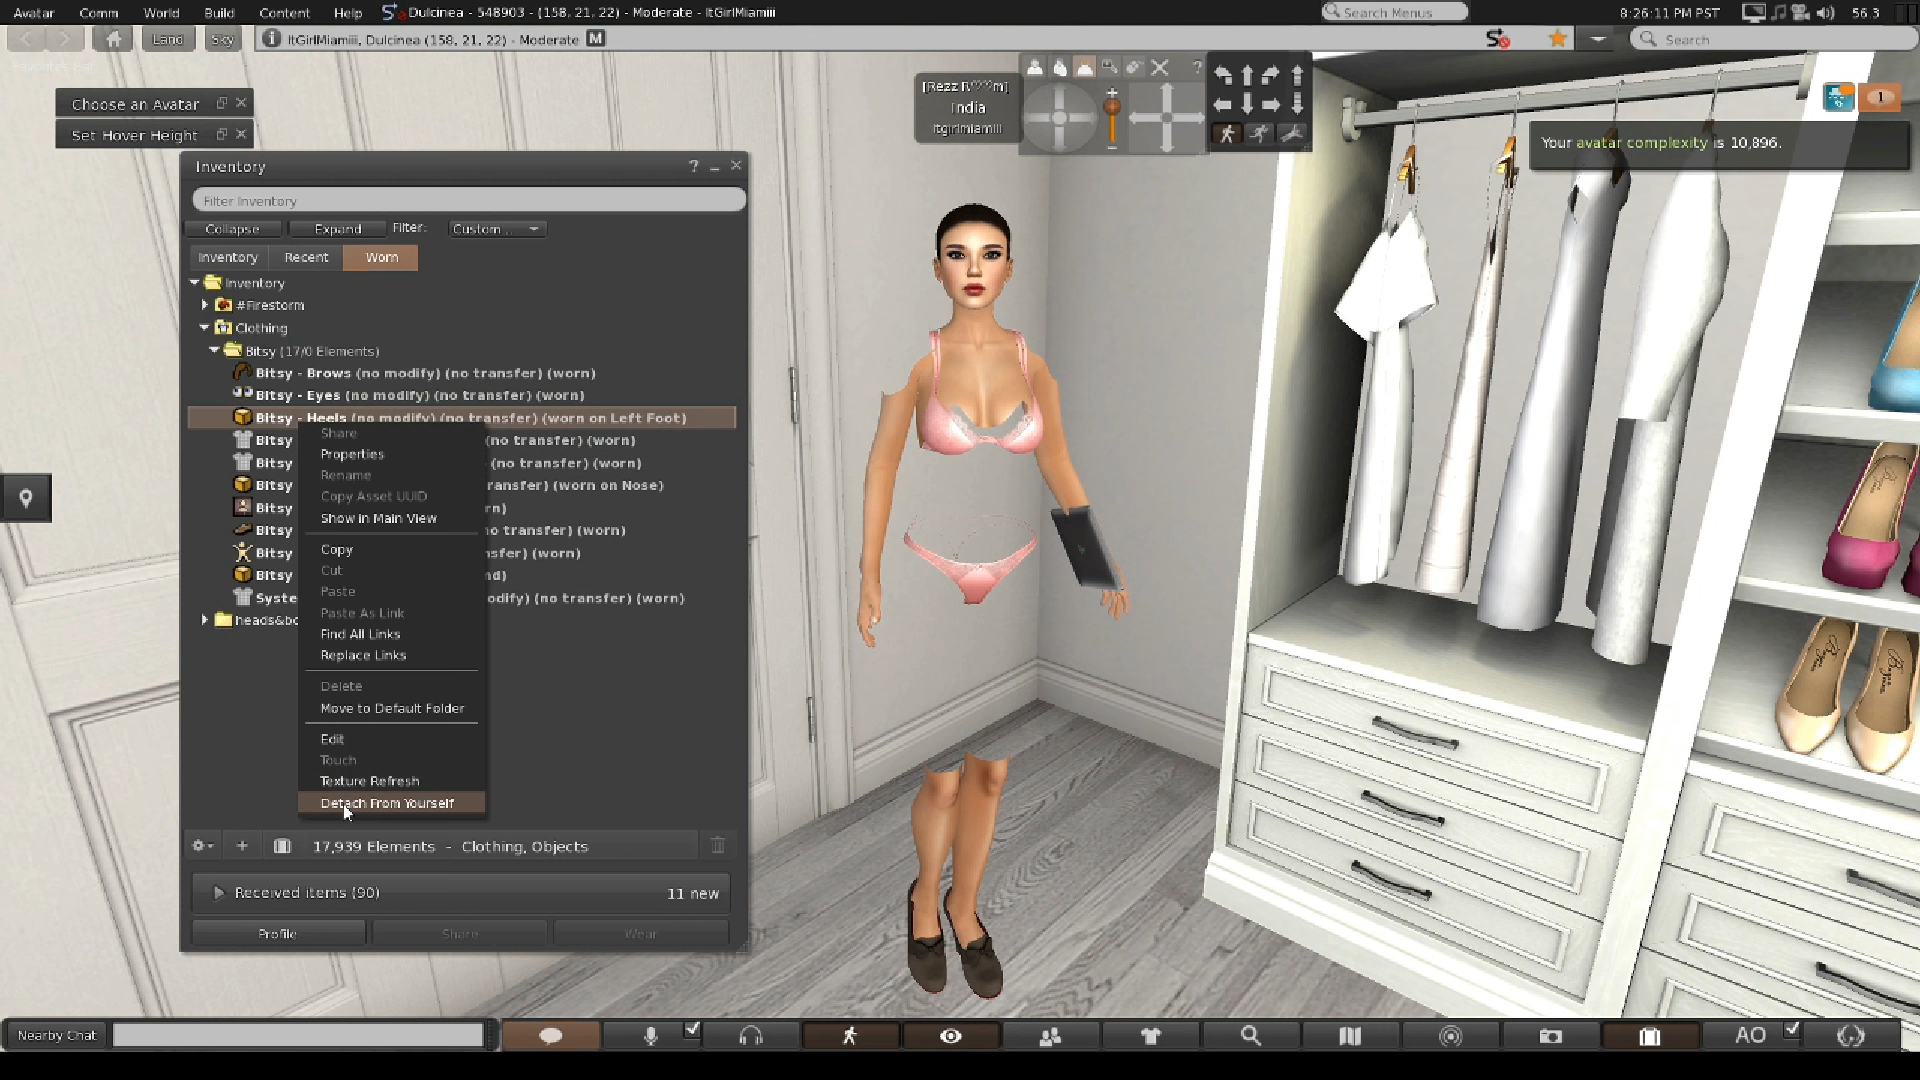 Avatar Comm World Build Content Help Dulcinea - 548903 - (158, 21, 22) - Moderate - ItGirlMiamiii
Search Menus
8:26:11 PM PST
56.3
Land
Sky
ItGirlMiamiii, Dulcinea (158, 21, 22) - Moderate M
Search
Choose an Avatar
Set Hover Height
India
itgirlmiamiii
?
1
Your avatar complexity is 10,896.
Inventory
?
Filter Inventory
Collapse
Expand
Filter:
Custom ..
Inventory
Recent
Worn
Inventory
#Firestorm
Clothing
Bitsy (17/0 Elements)
Bitsy - Brows (no modify) (no transfer) (worn)
Bitsy - Eyes (no modify) (no transfer) (worn)
Bitsy - Heels (no modify) (no transfer) (worn on Left Foot)
Bitsy (no transfer) (worn)
Bitsy (no transfer) (worn)
Bitsy (worn on Nose)
Bitsy
Bitsy (worn)
Bitsy (worn)
Bitsy
(no transfer) (worn)
Share
Properties
Rename
Copy Asset UUID
Show in Main View
Copy
Cut
Paste
Paste As Link
Find All Links
Replace Links
Delete
Move to Default Folder
Edit
Touch
Texture Refresh
Detach From Yourself
17,939 Elements - Clothing, Objects
Received items (90)
11 new
Profile
Share
Wear
Nearby Chat
AO